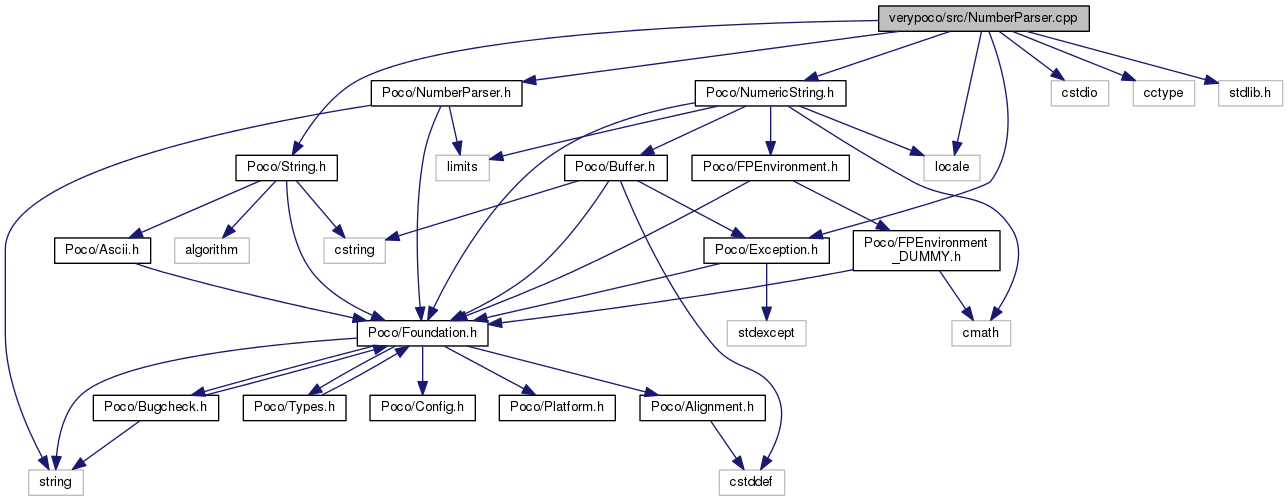 verypoco/src/NumberParser.cpp
Poco/NumberParser.h
Poco/NumericString.h
cstdio
cctype
stdlib.h
Poco/String.h
limits
Poco/Buffer.h
Poco/FPEnvironment.h
locale
Poco/Ascii.h
algorithm
cstring
Poco/Exception.h
Poco/FPEnvironment
_DUMMY.h
Poco/Foundation.h
stdexcept
cmath
Poco/Bugcheck.h
Poco/Types.h
Poco/Config.h
Poco/Platform.h
Poco/Alignment.h
string
cstddef